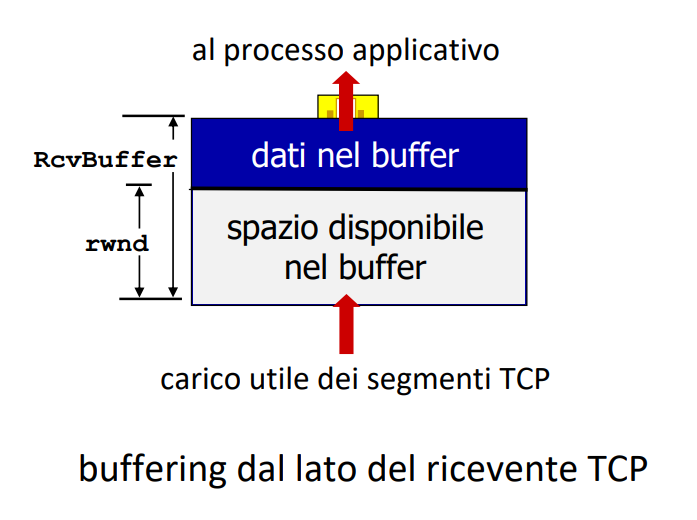 al processo applicativo
RcvBuffer
dati nel buffer
rwnd
spazio disponibile
nel buffer
carico utile dei segmenti TCP
buffering dal lato del ricevente TCP